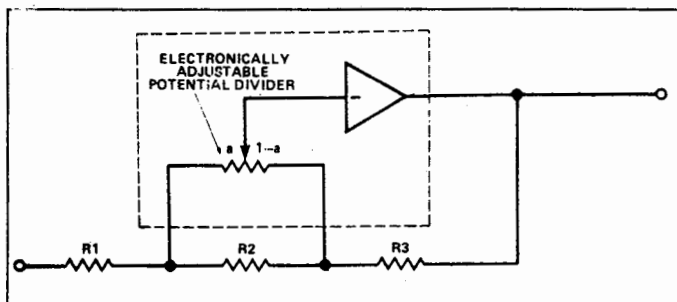 ELECTRONICALLY
ADJUSTABLE
POTENTIAL DIVIDER
a 1-a
R1 R2 R3